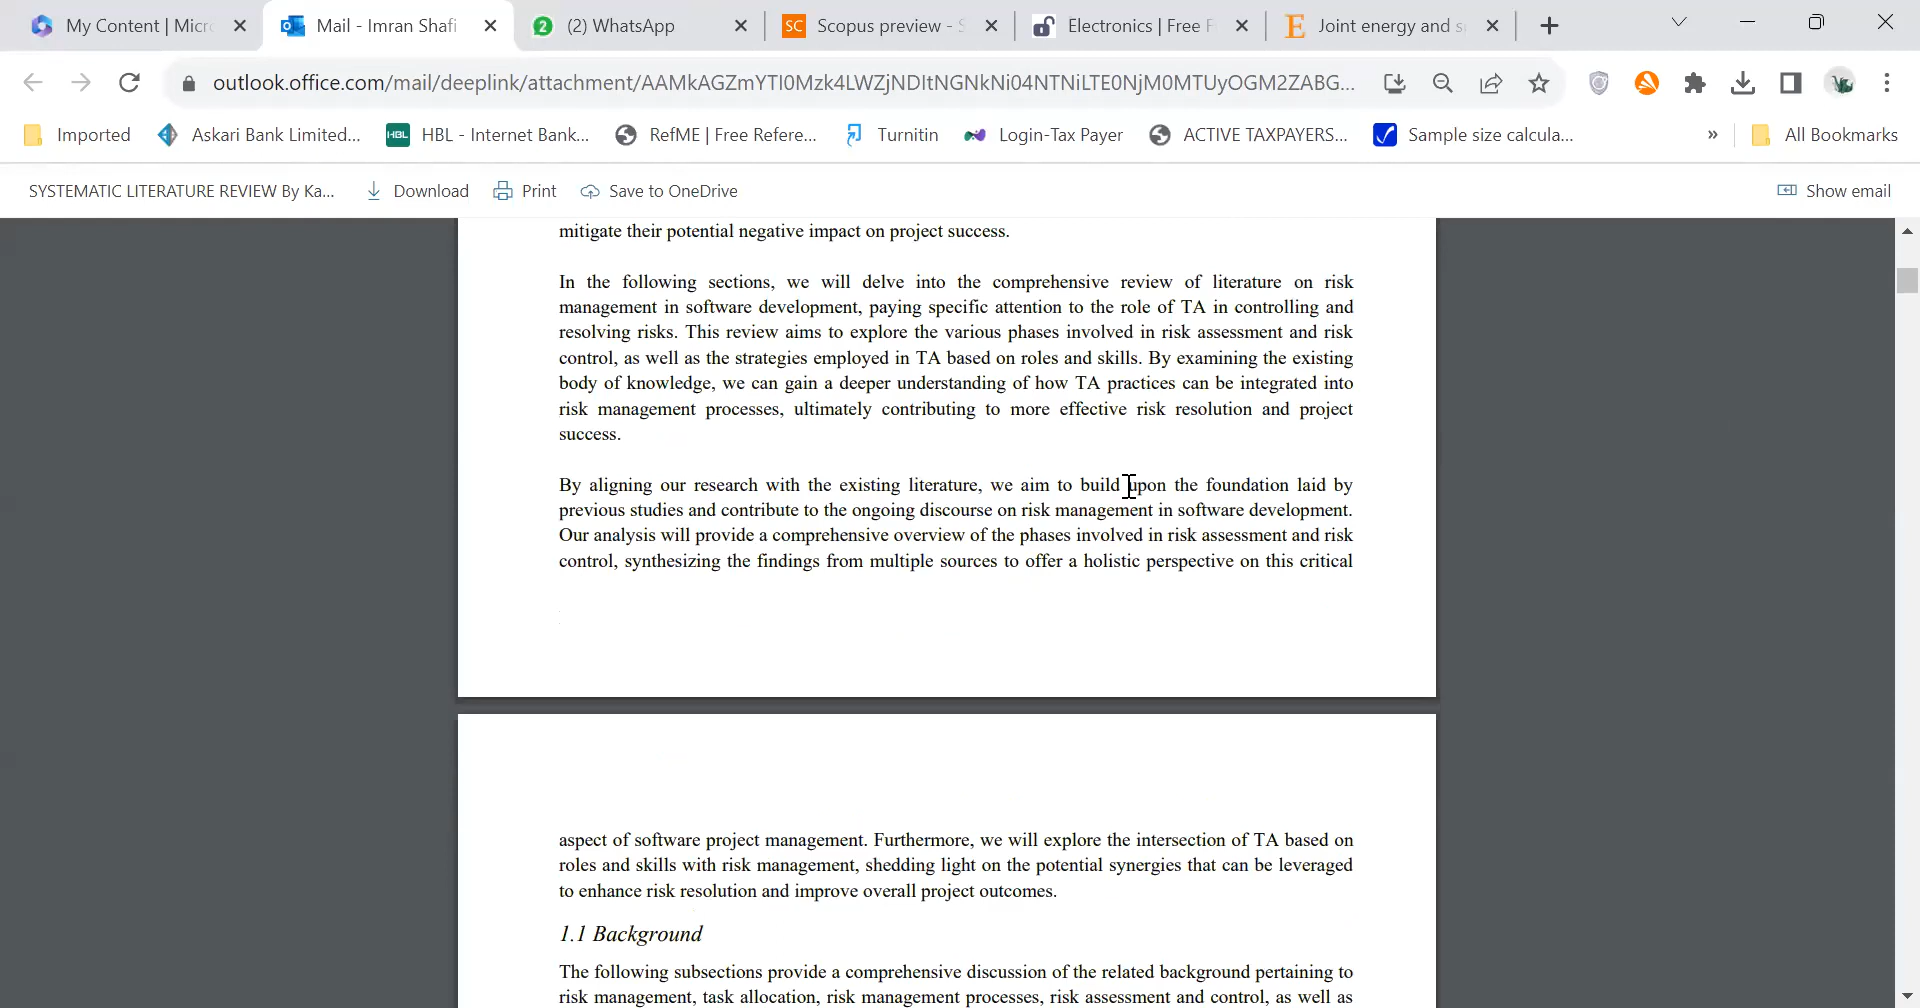 My Content | Micro
Mail - Imran Shafi
(2) WhatsApp
Scopus preview - S
Electronics | Free F
Joint energy and s
outlook.office.com/mail/deeplink/attachment/AAMkAGZmYTI0Mzk4LWZjNDItNGNkNi04NTNiLTE0NjM0MTUyOGM2ZABG...
Imported
Askari Bank Limited...
HBL - Internet Bank...
RefME | Free Refere...
Turnitin
Login-Tax Payer
ACTIVE TAXPAYERS...
Sample size calcula...
»
All Bookmarks
SYSTEMATIC LITERATURE REVIEW By Ka...
Download
Print
Save to OneDrive
Show email
mitigate their potential negative impact on project success.
In the following sections, we will delve into the comprehensive review of literature on risk
management in software development, paying specific attention to the role of TA in controlling and
resolving risks. This review aims to explore the various phases involved in risk assessment and risk
control, as well as the strategies employed in TA based on roles and skills. By examining the existing
body of knowledge, we can gain a deeper understanding of how TA practices can be integrated into
risk management processes, ultimately contributing to more effective risk resolution and project
success.
By aligning our research with the existing literature, we aim to build upon the foundation laid by
previous studies and contribute to the ongoing discourse on risk management in software development.
Our analysis will provide a comprehensive overview of the phases involved in risk assessment and risk
control, synthesizing the findings from multiple sources to offer a holistic perspective on this critical
aspect of software project management. Furthermore, we will explore the intersection of TA based on
roles and skills with risk management, shedding light on the potential synergies that can be leveraged
to enhance risk resolution and improve overall project outcomes.
1.1 Background
The following subsections provide a comprehensive discussion of the related background pertaining to
risk management, task allocation, risk management processes, risk assessment and control, as well as